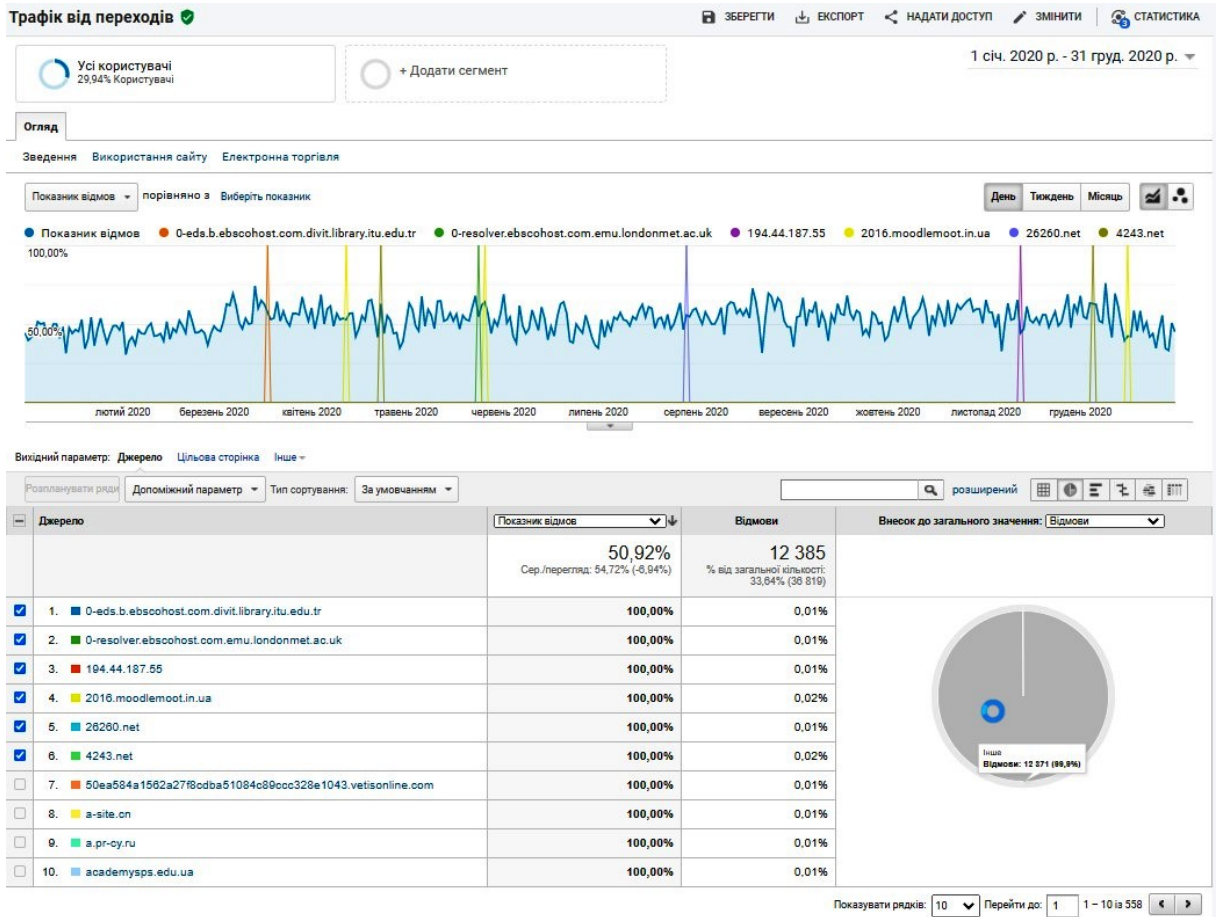 Трафік від переходів
ЗБЕРЕГТИ ЕКСПОРТ НАДАТИ ДОСТУП ЗМІНИТИ 3 СТАТИСТИКА
Усі користувачі
29,94% Користувачі
+ Додати сегмент
1 січ. 2020 р. - 31 груд. 2020 р.
Огляд
Зведення Використання сайту Електронна торгівля
Показник відмов порівняно з Виберіть показник
День Тиждень Місяць
Показник відмов 0-eds.b.ebscohost.com.divit.library.itu.edu.tr 0-resolver.ebscohost.com.emu.londonmet.ac.uk 194.44.187.55 2016.moodlemoot.in.ua 26260.net 4243.net
100,00%
50,00%
лютий 2020 березень 2020 квітень 2020 травень 2020 червень 2020 липень 2020 серпень 2020 вересень 2020 жовтень 2020 листопад 2020 грудень 2020
Вихідний параметр: Джерело Цільова сторінка Інше
Розпланувати ряди Допоміжний параметр Тип сортування: За умовчанням розширений
Джерело Показник відмов Відмови Внесок до загального значення: Відмови
50,92% 12 385
Сер./перегляд: 54,72% (-6,94%) % від загальної кількості:
33,64% (36 819)
1. 0-eds.b.ebscohost.com.divit.library.itu.edu.tr 100,00% 0,01%
2. 0-resolver.ebscohost.com.emu.londonmet.ac.uk 100,00% 0,01%
3. 194.44.187.55 100,00% 0,01%
4. 2016.moodlemoot.in.ua 100,00% 0,02%
5. 26260.net 100,00% 0,01%
6. 4243.net 100,00% 0,02%
Інше
Відмови: 12 371 (99,9%)
7. 50ea584a1562a27f8cdba51084c89ccc328e1043.vetisonline.com 100,00% 0,01%
8. a-site.cn 100,00% 0,01%
9. a.pr-cy.ru 100,00% 0,01%
10. academysps.edu.ua 100,00% 0,01%
Показувати рядків: 10 Перейти до: 1 1 – 10 із 558